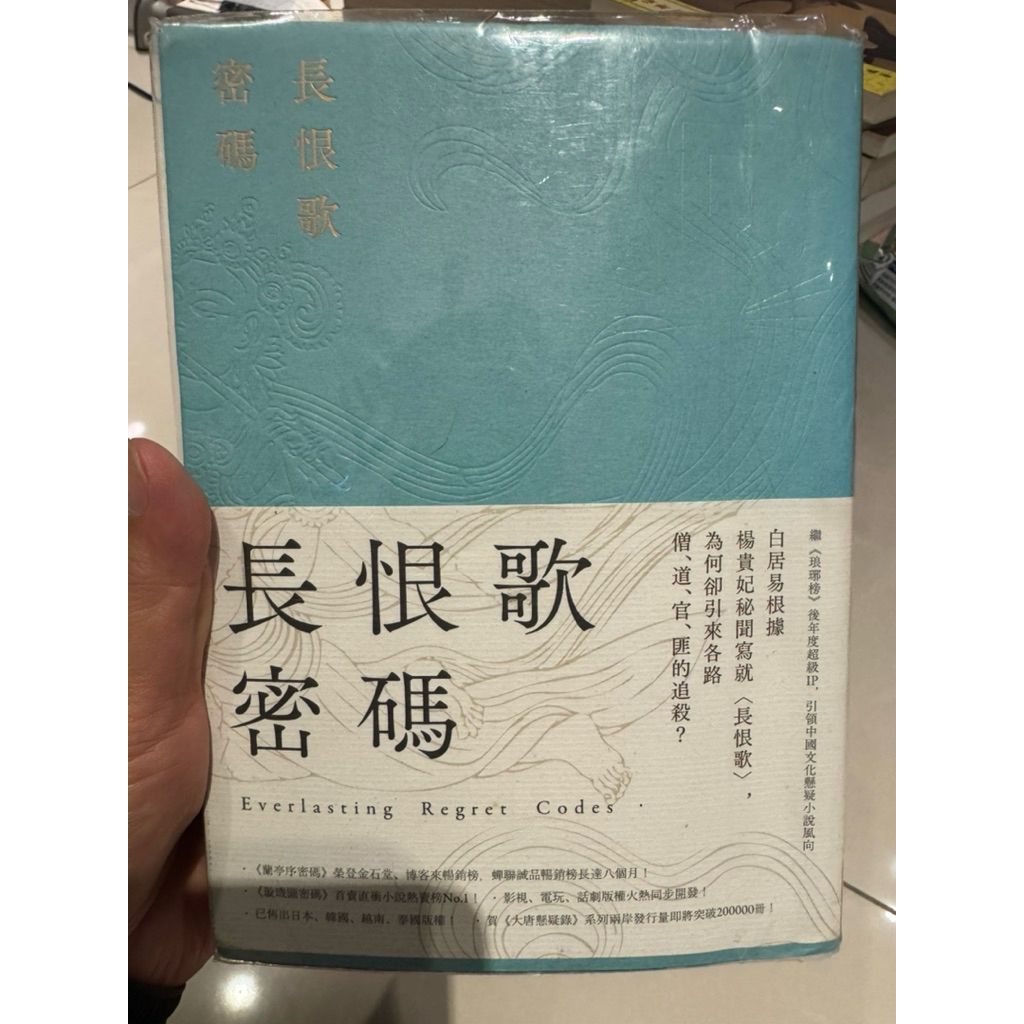 長恨歌
密碼
長恨歌
密碼
Everlasting Regret Codes
繼《琅琊榜》後年度超級IP，引領中國文化懸疑小說風向
白居易根據
楊貴妃秘聞寫就〈長恨歌〉，
為何卻引來各路
僧、道、官、匪的追殺？
·《蘭亭序密碼》榮登金石堂、博客來暢銷榜，蟬聯誠品暢銷榜長達八個月！
·《璇璣圖密碼》首賣直衝小說熱賣榜No.1！ ·影視、電玩、話劇版權火熱同步開發！
·已售出日本、韓國、越南、泰國版權！ ·賀《大唐懸疑錄》系列兩岸發行量即將突破200000冊！